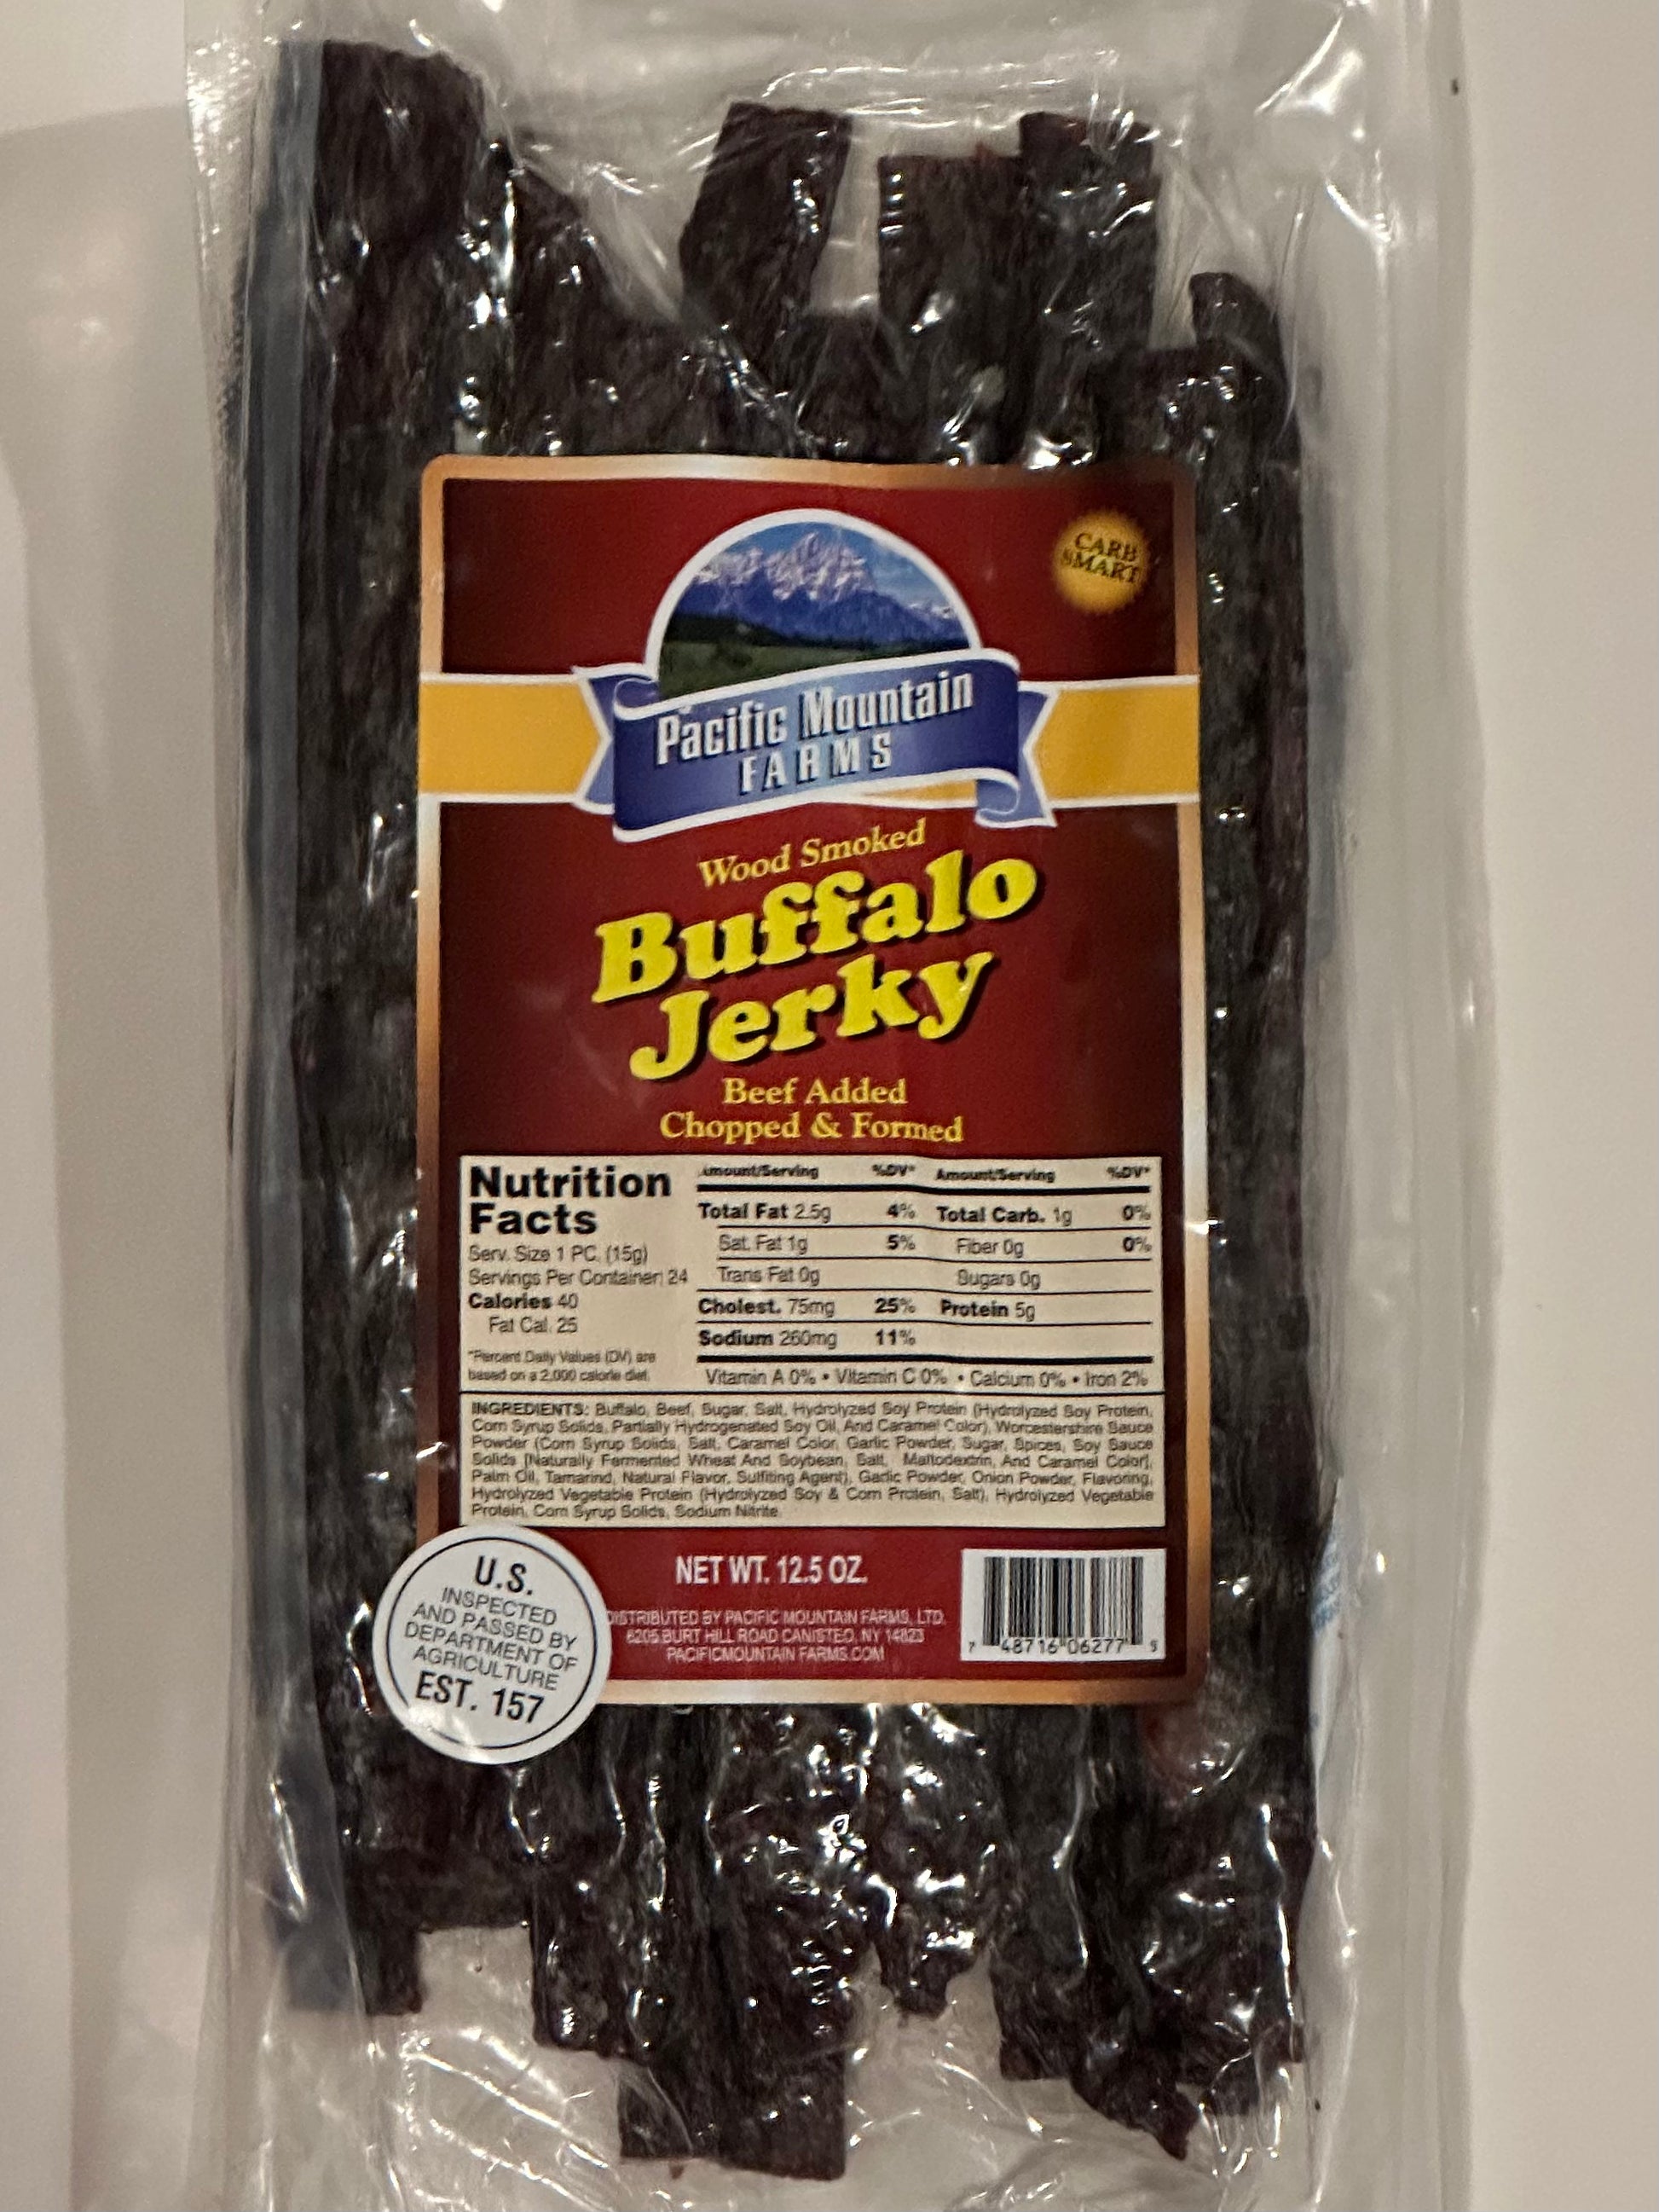 CARB
SMART
Pacific Mountain
FARMS
Wood Smoked
Buffalo
Jerky
Beef Added
Chopped & Formed
Nutrition
Facts
Serv. Size 1 PC. (15g)
Servings Per Container: 24
Calories 40
Fat Cal. 25
*Percent Daily Values (DV) are
based on a 2,000 calorie diet.
Amount/Serving %DV* Amount/Serving %DV*
Total Fat 2.5g 4% Total Carb. 1g 0%
Sat. Fat 1g 5% Fiber 0g 0%
Trans Fat 0g Sugars 0g
Cholest. 75mg 25% Protein 5g
Sodium 260mg 11%
Vitamin A 0% • Vitamin C 0% • Calcium 0% • Iron 2%
INGREDIENTS: Buffalo, Beef, Sugar, Salt, Hydrolyzed Soy Protein (Hydrolyzed Soy Protein,
Corn Syrup Solids, Partially Hydrogenated Soy Oil, And Caramel Color), Worcestershire Sauce
Powder (Corn Syrup Solids, Salt, Caramel Color, Garlic Powder, Sugar, Spices, Soy Sauce
Solids [Naturally Fermented Wheat And Soybean, Salt, Maltodextrin, And Caramel Color],
Palm Oil, Tamarind, Natural Flavor, Sulfiting Agent), Garlic Powder, Onion Powder, Flavoring,
Hydrolyzed Vegetable Protein (Hydrolyzed Soy & Corn Protein, Salt), Hydrolyzed Vegetable
Protein, Corn Syrup Solids, Sodium Nitrite.
U.S.
INSPECTED
AND PASSED BY
DEPARTMENT OF
AGRICULTURE
EST. 157
NET WT. 12.5 OZ.
DISTRIBUTED BY PACIFIC MOUNTAIN FARMS, LTD.
6205 BURT HILL ROAD CANISTEO, NY 14823
PACIFICMOUNTAIN FARMS.COM
7 48716 06277 5